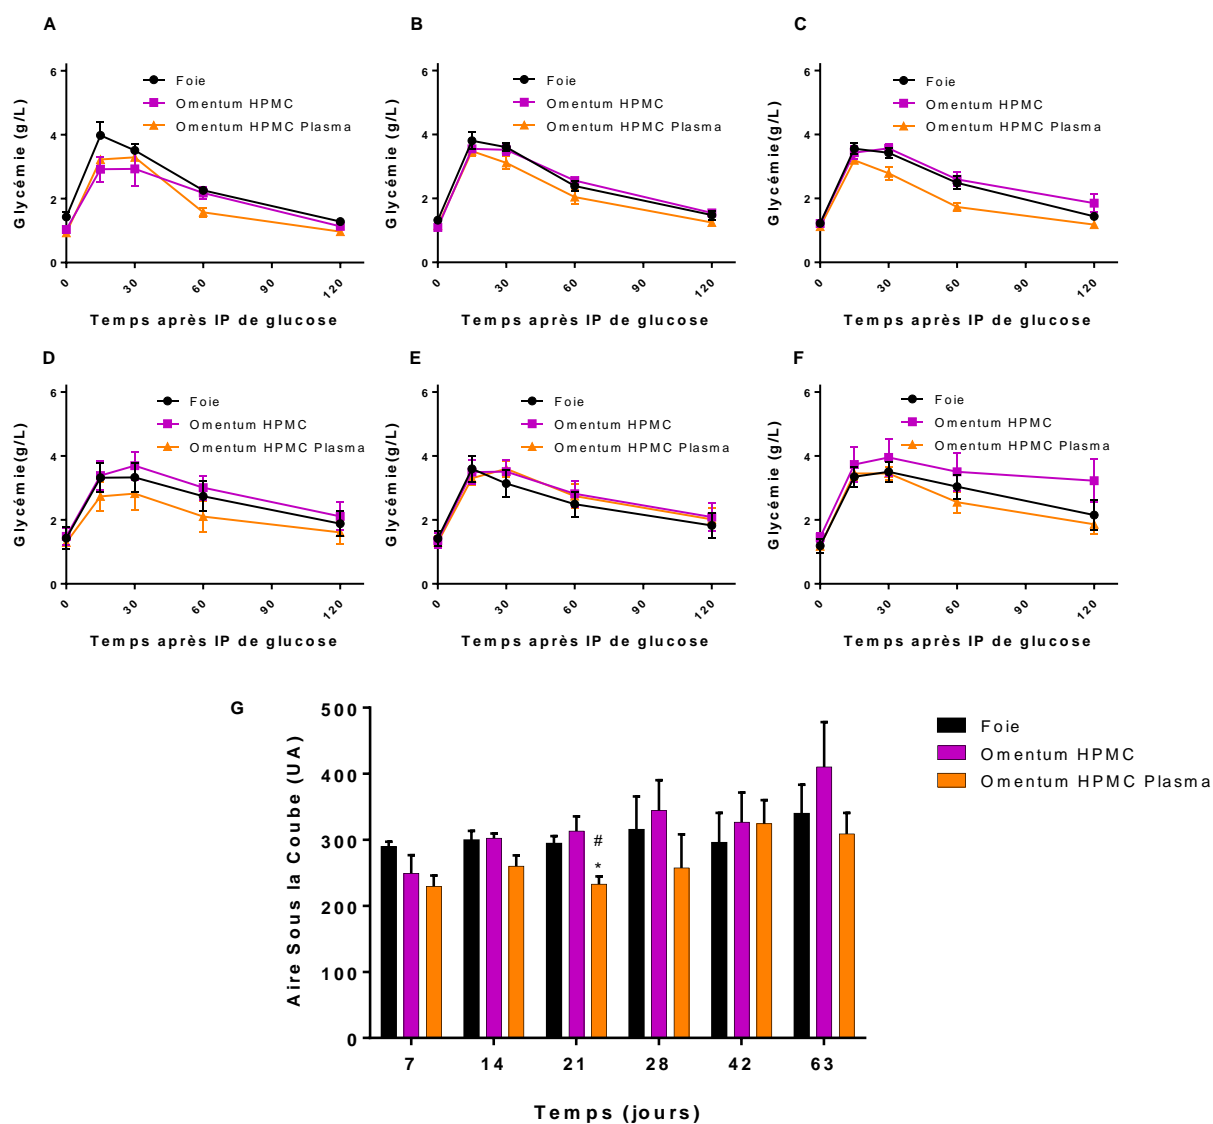 A
Glycémie (g/L)
6
4
2
0
Foie
Omentum HPMC
Omentum HPMC Plasma
0
30
60
90
120
Temps après IP de glucose
B
Glycémie (g/L)
6
4
2
0
Foie
Omentum HPMC
Omentum HPMC Plasma
0
30
60
90
120
Temps après IP de glucose
C
Glycémie(g/L)
6
4
2
0
Foie
Omentum HPMC
Omentum HPMC Plasma
0
30
60
90
120
Temps après IP de glucose
D
Glycémie(g/L)
6
4
2
0
Foie
Omentum HPMC
Omentum HPMC Plasma
0
30
60
90
120
Temps après IP de glucose
E
Glycémie(g/L)
6
4
2
0
Foie
Omentum HPMC
Omentum HPMC Plasma
0
30
60
90
120
Temps après IP de glucose
F
Glycémie (g/L)
6
4
2
0
Foie
Omentum HPMC
Omentum HPMC Plasma
0
30
60
90
120
Temps après IP de glucose
G
Aire Sous la Coube (UA)
500
400
300
200
100
0
#
*
Foie
Omentum HPMC
Omentum HPMC Plasma
7
14
21
28
42
63
Temps (jours)